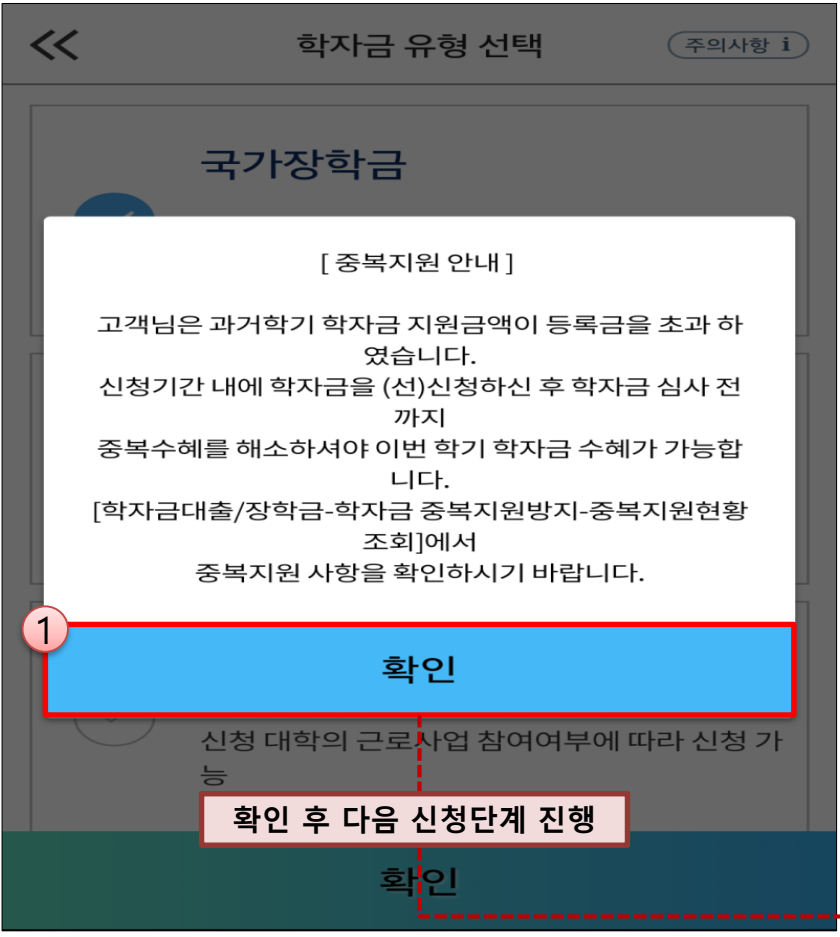 학자금 유형 선택
주의사항 i
국가장학금
[ 중복지원 안내 ]
고객님은 과거학기 학자금 지원금액이 등록금을 초과 하
였습니다.
신청기간 내에 학자금을 (선)신청하신 후 학자금 심사 전
까지
중복수혜를 해소하셔야 이번 학기 학자금 수혜가 가능합
니다.
[학자금대출/장학금-학자금 중복지원방지-중복지원현황
조회]에서
중복지원 사항을 확인하시기 바랍니다.
1
확인
신청 대학의 근로사업 참여여부에 따라 신청 가
능
확인 후 다음 신청단계 진행
확인